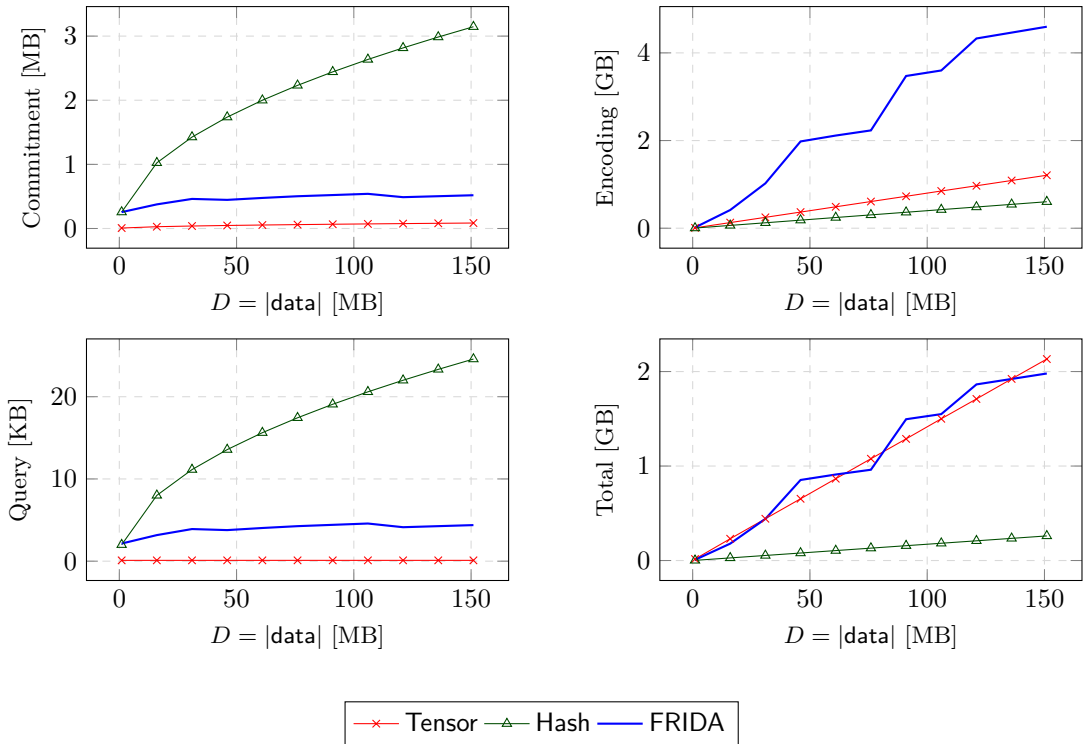 Commitment [MB]
3
2
1
0
0 50 100 150
D = |data| [MB]
Encoding [GB]
4
2
0
0 50 100 150
D = |data| [MB]
Query [KB]
20
10
0
0 50 100 150
D = |data| [MB]
Total [GB]
2
1
0
0 50 100 150
D = |data| [MB]
Tensor Hash FRIDA